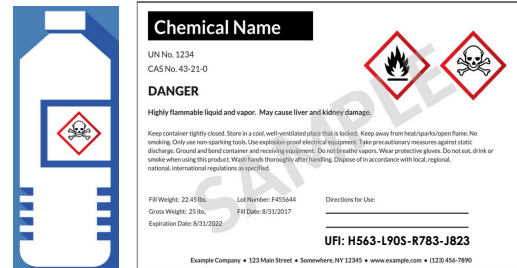 Chemical Name
UN No. 1234
CAS No. 43-21-0
DANGER
Highly flammable liquid and vapor. May cause liver and kidney damage.
Keep container tightly closed. Store in a cool, well-ventilated place that is locked. Keep away from heat/sparks/open flame. No
smoking. Only use non-sparking tools. Use explosion-proof electrical equipment. Take precautionary measures against static
discharge. Ground and bond container and receiving equipment. Do not breathe vapors. Wear protective gloves. Do not eat, drink or
smoke when using this product. Wash hands thoroughly after handling. Dispose of in accordance with local, regional,
national, international regulations as specified.
SAMPLE
Fill Weight: 22.45 lbs. Lot Number: F455644 Directions for Use:
Gross Weight: 25 lbs. Fill Date: 8/31/2017
Expiration Date: 8/31/2022
UFI: H563-L90S-R783-J823
Example Company • 123 Main Street • Somewhere, NY 12345 • www.example.com • (123) 456-7890